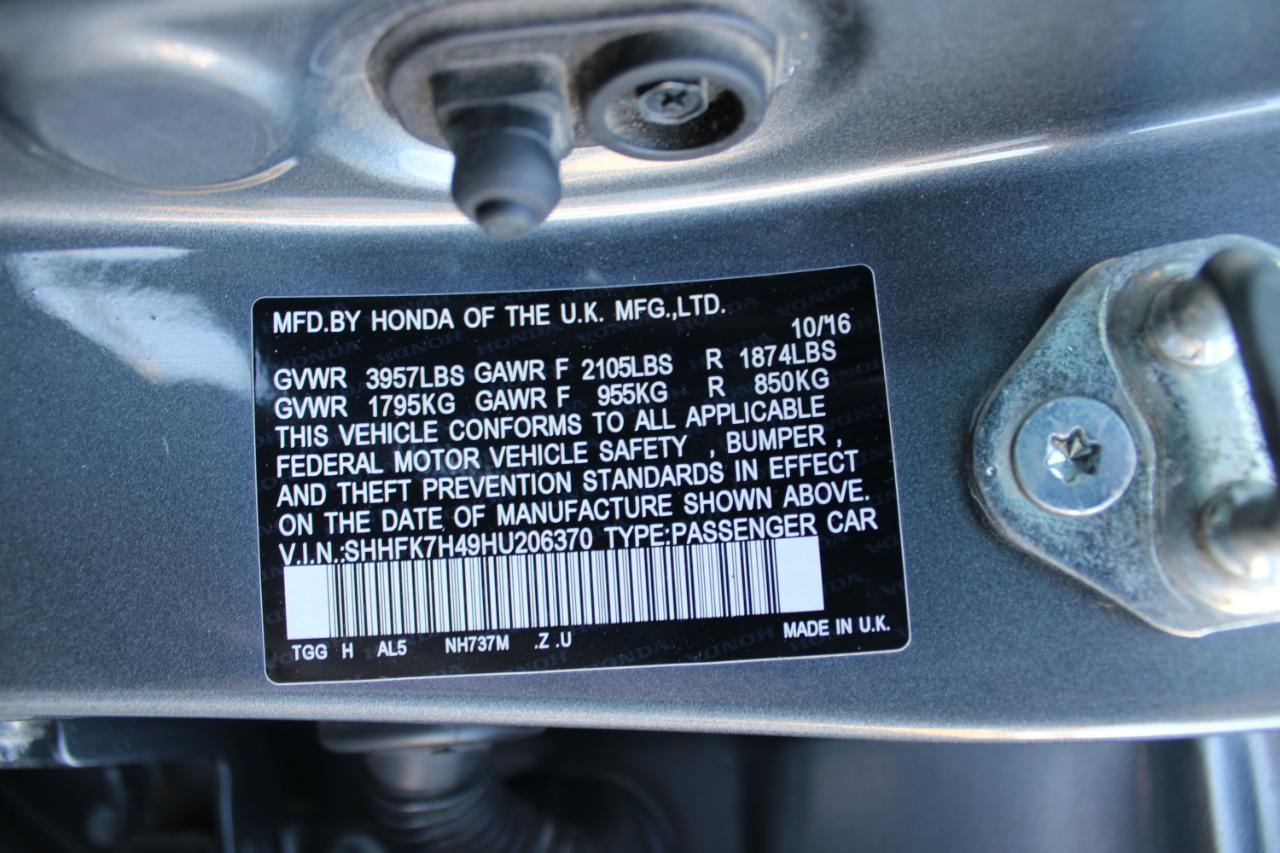 MFD.BY HONDA OF THE U.K. MFG.,LTD.
10/16
GVWR 3957LBS GAWR F 2105LBS R 1874LBS
GVWR 1795KG GAWR F 955KG R 850KG
THIS VEHICLE CONFORMS TO ALL APPLICABLE
FEDERAL MOTOR VEHICLE SAFETY , BUMPER ,
AND THEFT PREVENTION STANDARDS IN EFFECT
ON THE DATE OF MANUFACTURE SHOWN ABOVE.
V.I.N.:SHHFK7H49HU206370 TYPE:PASSENGER CAR
TGG H AL5 NH737M .Z .U MADE IN U.K.